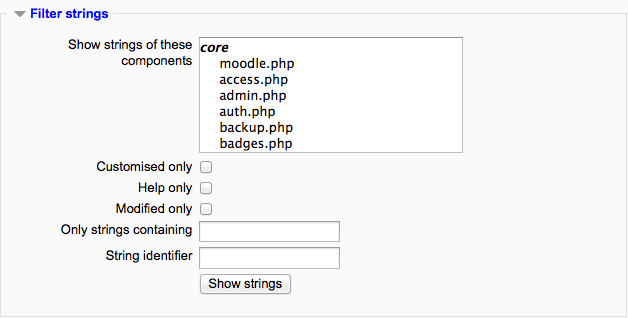 Filter strings
Show strings of these
components
core
moodle.php
access.php
admin.php
auth.php
backup.php
badges.php
Customised only
Help only
Modified only
Only strings containing
String identifier
Show strings